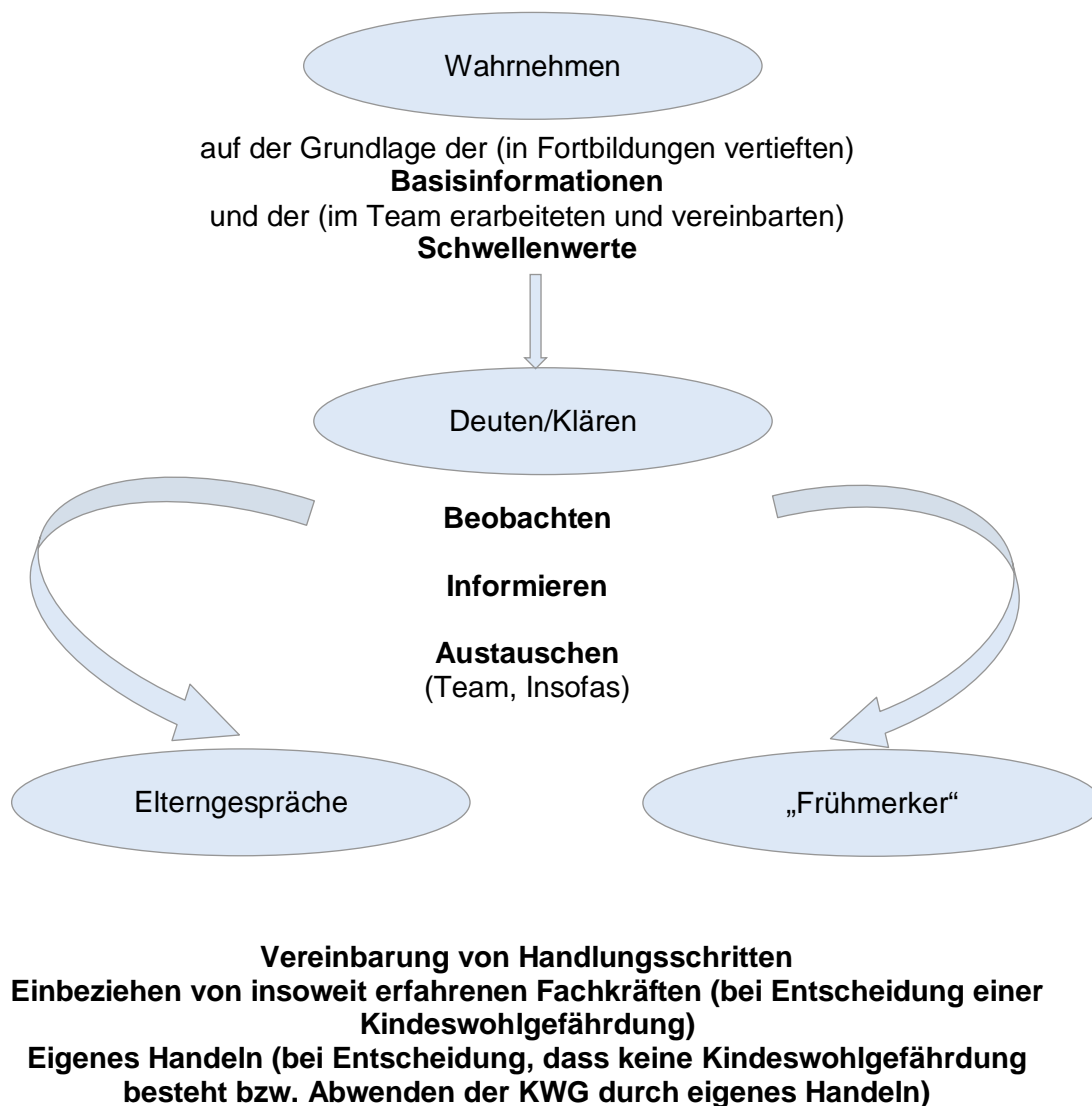 Wahrnehmen
auf der Grundlage der (in Fortbildungen vertieften)
Basisinformationen
und der (im Team erarbeiteten und vereinbarten)
Schwellenwerte
Deuten/Klären
Beobachten
Informieren
Austauschen
(Team, Insofas)
Elterngespräche
„Frühmerker“
Vereinbarung von Handlungsschritten
Einbeziehen von insoweit erfahrenen Fachkräften (bei Entscheidung einer
Kindeswohlgefährdung)
Eigenes Handeln (bei Entscheidung, dass keine Kindeswohlgefährdung
besteht bzw. Abwenden der KWG durch eigenes Handeln)